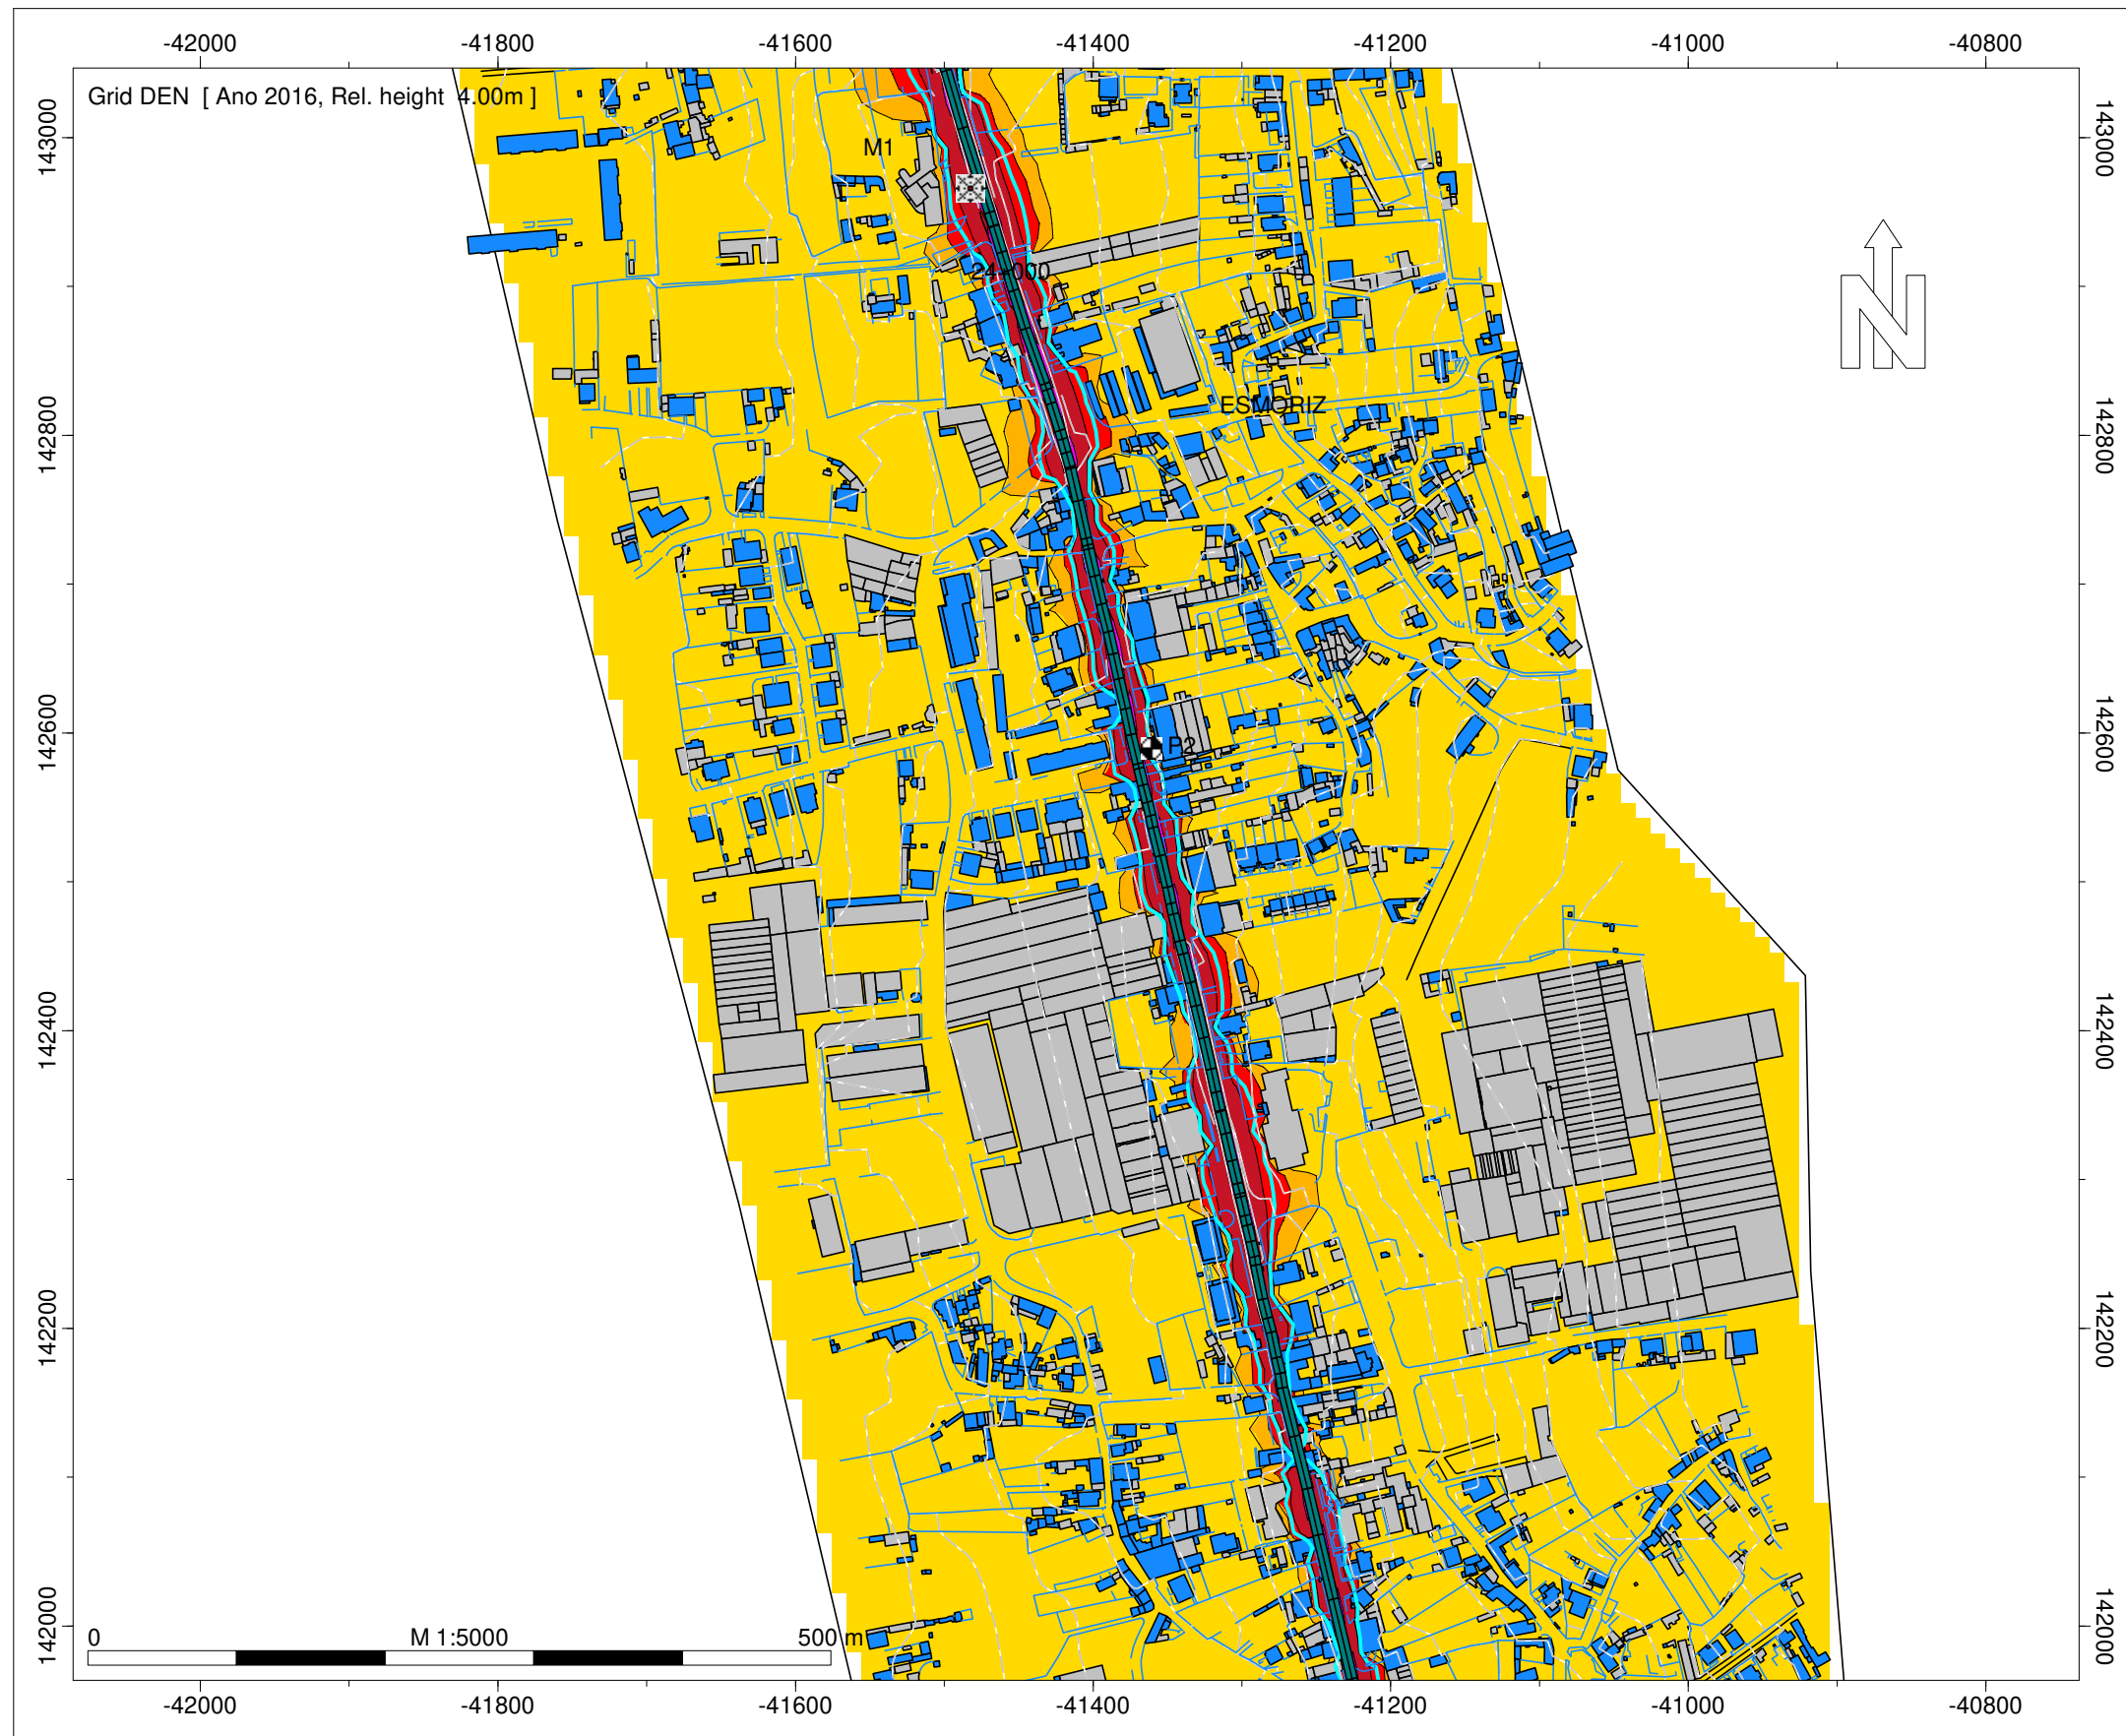 -42000 -41800 -41600 -41400 -41200 -41000 -40800
Grid DEN [ Ano 2016, Rel. height 4.00m ]
143000 143000
M1
N
24+000
ESMORIZ
142800 142800
142600 142600
P2
142400 142400
142200 142200
142000 142000
0 M 1:5000 500 m
-42000 -41800 -41600 -41400 -41200 -41000 -40800